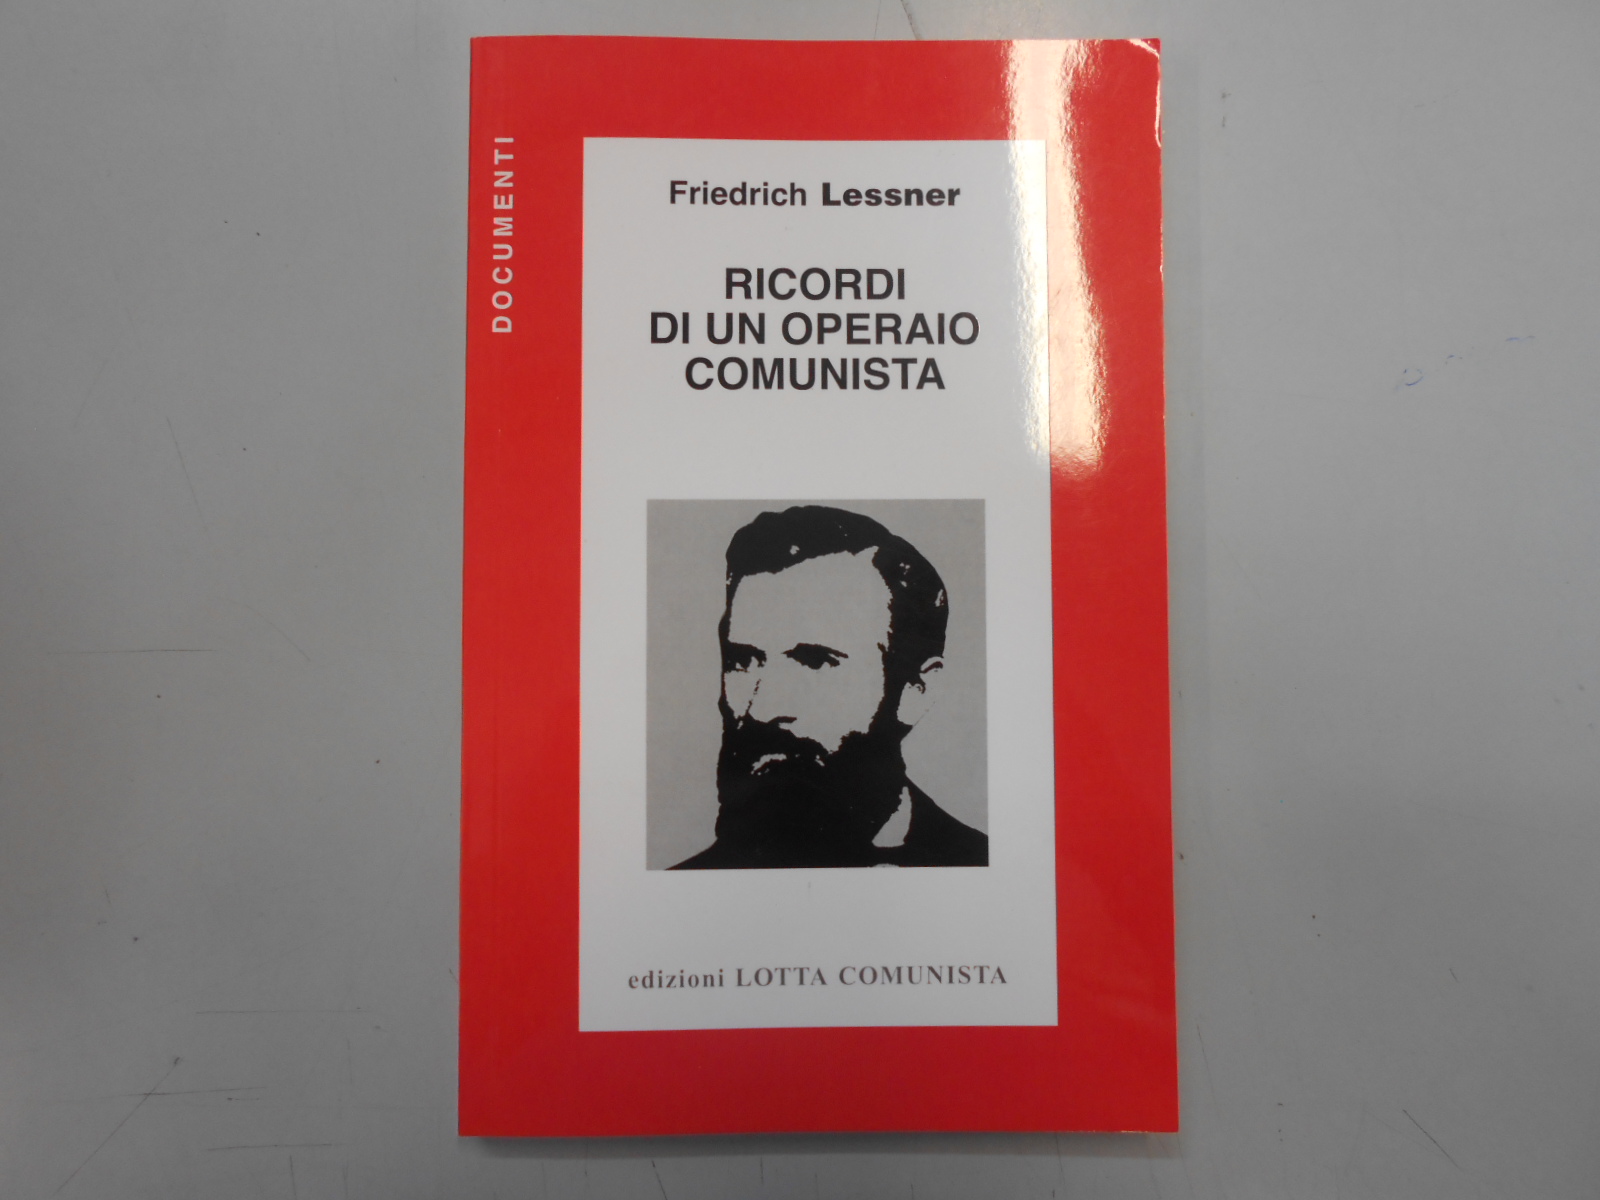 DOCUMENTI
Friedrich Lessner
RICORDI
DI UN OPERAIO
COMUNISTA
edizioni LOTTA COMUNISTA